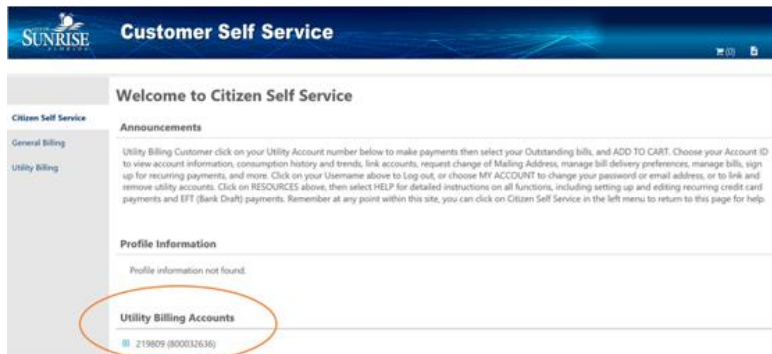 CITY OF
SUNRISE
FLORIDA
Customer Self Service
(0)
Welcome to Citizen Self Service
Citizen Self Service
General Billing
Utility Billing
Announcements
Utility Billing Customer click on your Utility Account number below to make payments then select your Outstanding bills, and ADD TO CART. Choose your Account ID
to view account information, consumption history and trends, link accounts, request change of Mailing Address, manage bill delivery preferences, manage bills, sign
up for recurring payments, and more. Click on your Username above to Log out, or choose MY ACCOUNT to change your password or email address, or to link and
remove utility accounts. Click on RESOURCES above, then select HELP for detailed instructions on all functions, including setting up and editing recurring credit card
payments and EFT (Bank Draft) payments. Remember at any point within this site, you can click on Citizen Self Service in the left menu to return to this page for help.
Profile Information
Profile information not found.
Utility Billing Accounts
219809 (800032636)